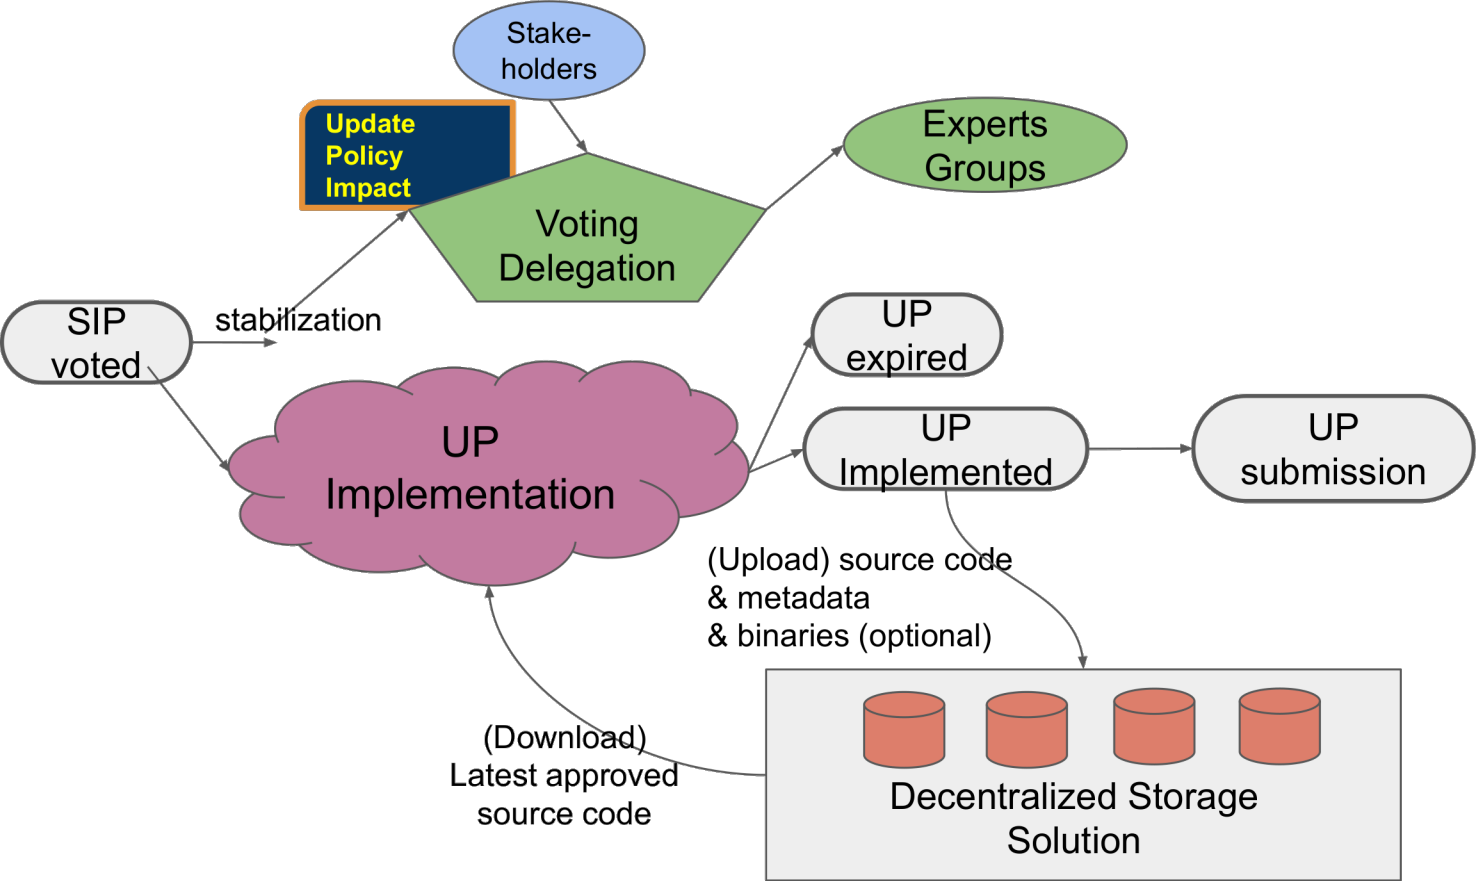 Stake-
holders
Update
Policy
Impact
Experts
Groups
Voting
Delegation
SIP
voted
stabilization
UP
expired
UP
Implementation
UP
Implemented
UP
submission
(Upload) source code
& metadata
& binaries (optional)
(Download)
Latest approved
source code
Decentralized Storage
Solution